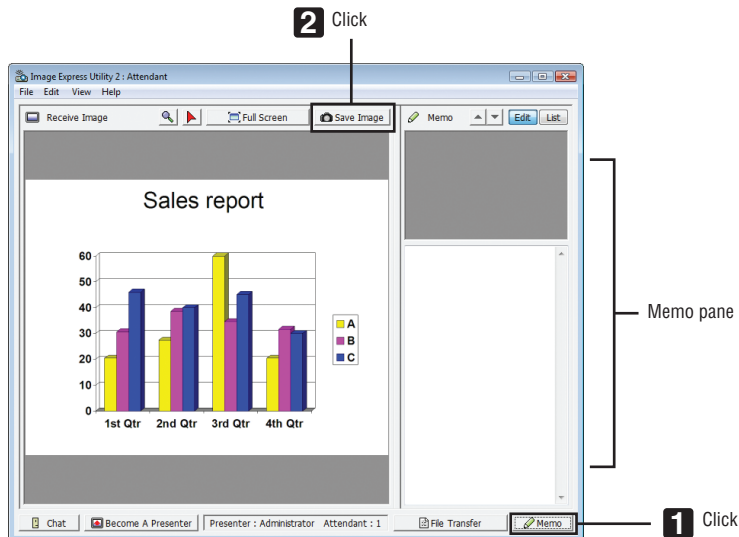 2 Click
Image Express Utility 2 : Attendant
File Edit View Help
Receive Image Full Screen Save Image Memo Edit List
Sales report
60
50
40
30
20
10
0
A
B
C
1st Qtr 2nd Qtr 3rd Qtr 4th Qtr
Memo pane
Chat Become A Presenter Presenter : Administrator Attendant : 1 File Transfer Memo
1 Click